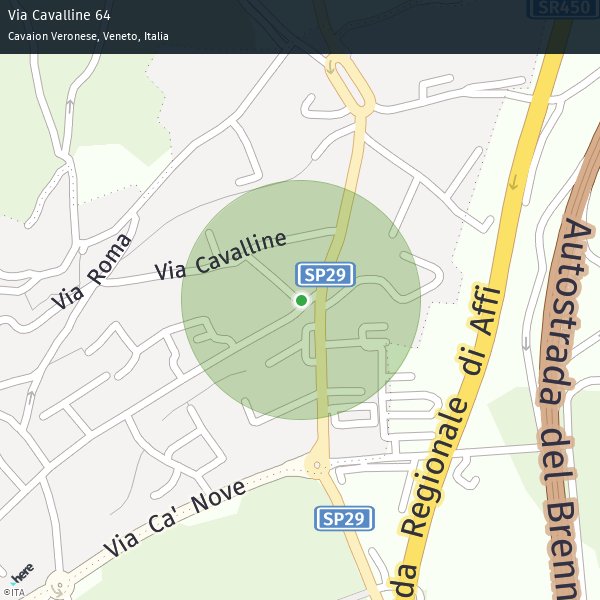 Via Cavalline 64
Cavaion Veronese, Veneto, Italia
SR450
Via Cavalline
Via Roma
SP29
Autostrada del Brenn
da Regionale di Affi
Via Ca' Nove
SP29
here
©ITA